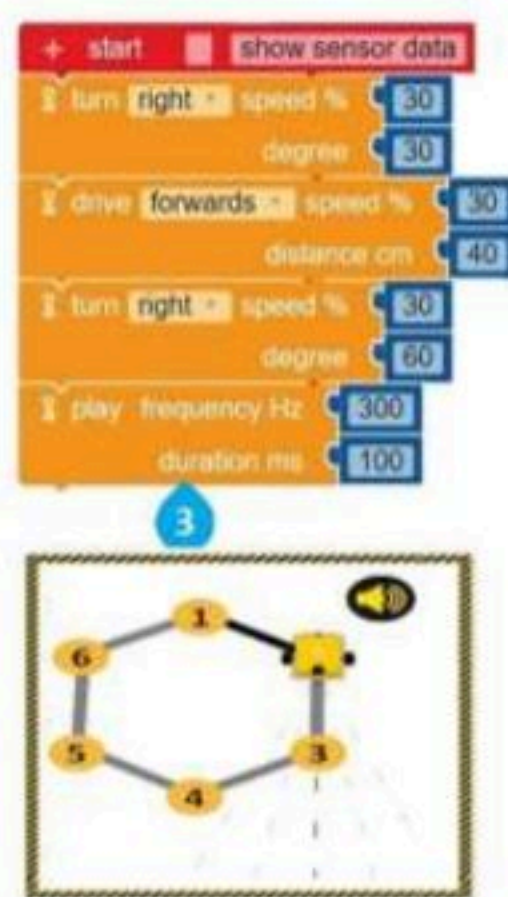 + start show sensor data
turn right speed % 30
degree 30
drive forwards speed % 30
distance cm 40
turn right speed % 30
degree 60
play frequency Hz 300
duration ms 100
3
1
6
5
3
4